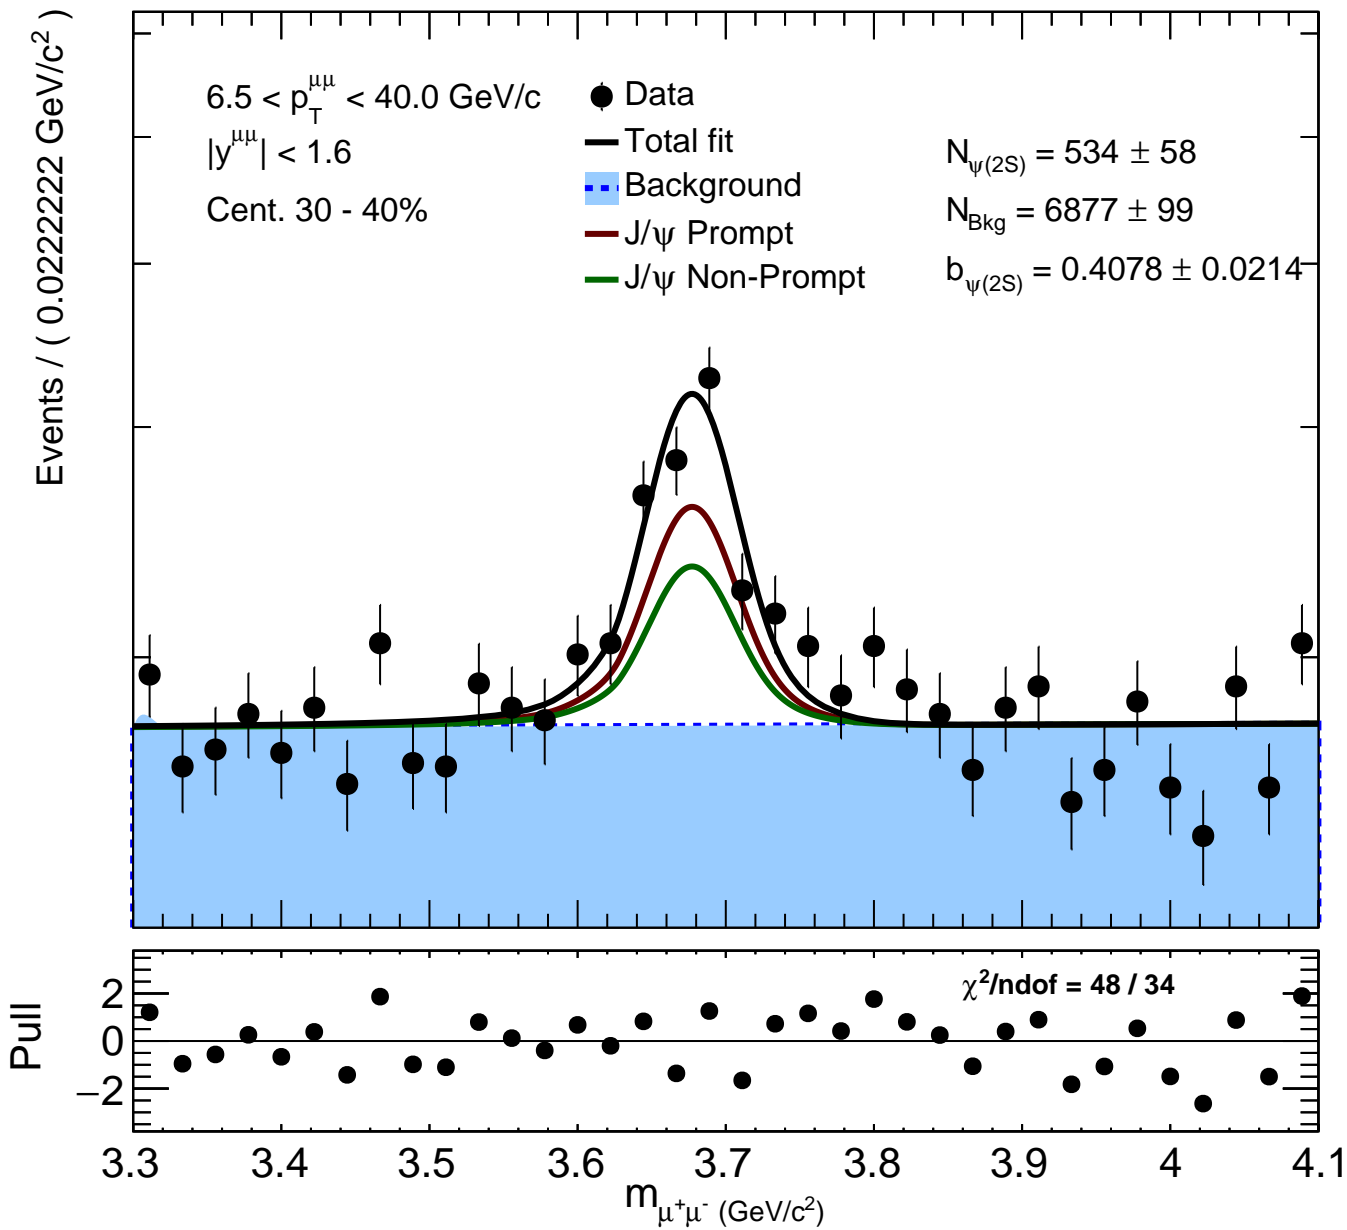 Events / ( 0.0222222 GeV/c² )
6.5 < p_T^μμ < 40.0 GeV/c
|y^μμ| < 1.6
Cent. 30 - 40%
Data
Total fit
Background
J/ψ Prompt
J/ψ Non-Prompt
N_ψ(2S) = 534 ± 58
N_Bkg = 6877 ± 99
b_ψ(2S) = 0.4078 ± 0.0214
Pull
2
0
−2
χ²/ndof = 48 / 34
3.3 3.4 3.5 3.6 3.7 3.8 3.9 4 4.1
m_μ⁺μ⁻ (GeV/c²)